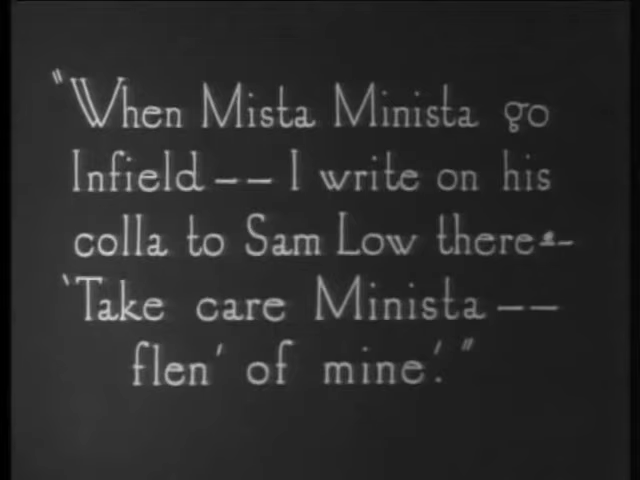 "When Mista Minista go
Infield -- I write on his
colla to Sam Low there --
'Take care Minista --
flen' of mine'."